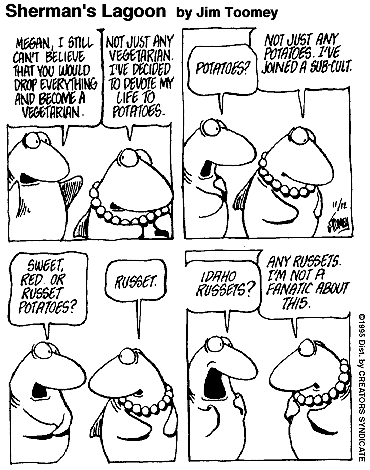 Sherman's Lagoon by Jim Toomey
MEGAN, I STILL
CAN'T BELIEVE
THAT YOU WOULD
DROP EVERYTHING
AND BECOME A
VEGETARIAN.
NOT JUST ANY
VEGETARIAN.
I'VE DECIDED
TO DEVOTE MY
LIFE TO
POTATOES.
POTATOES?
NOT JUST ANY
POTATOES. I'VE
JOINED A SUB-CULT.
11/12
TOOMEY
SWEET,
RED OR
RUSSET
POTATOES?
RUSSET.
IDAHO
RUSSETS?
ANY RUSSETS.
I'M NOT A
FANATIC ABOUT
THIS.
© 1995 Dist. by CREATORS SYNDICATE